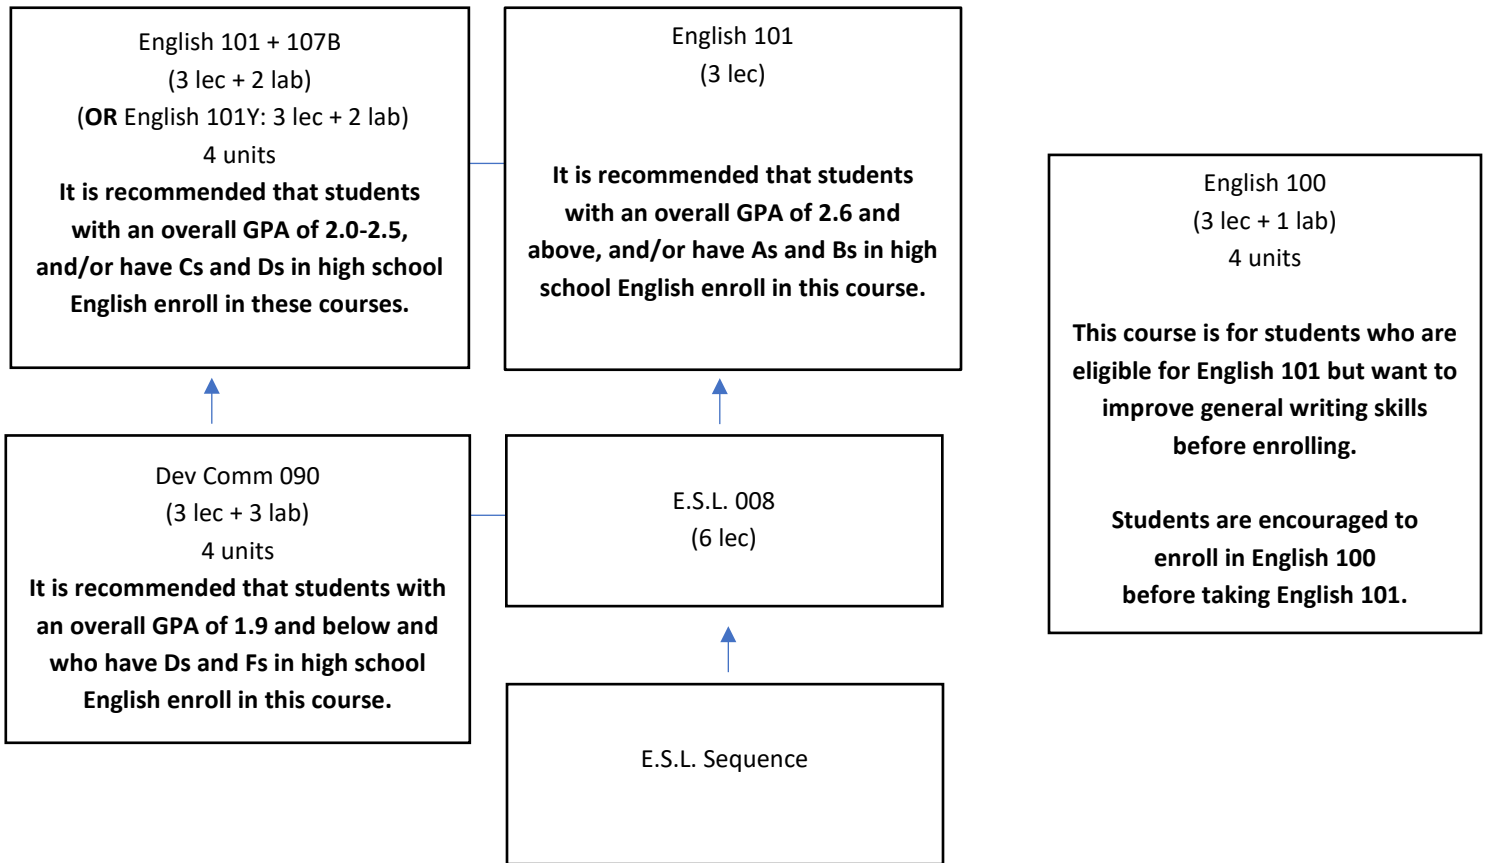 English 101 + 107B
(3 lec + 2 lab)
(OR English 101Y: 3 lec + 2 lab)
4 units
It is recommended that students
with an overall GPA of 2.0-2.5,
and/or have Cs and Ds in high school
English enroll in these courses.
English 101
(3 lec)
It is recommended that students
with an overall GPA of 2.6 and
above, and/or have As and Bs in high
school English enroll in this course.
English 100
(3 lec + 1 lab)
4 units
This course is for students who are
eligible for English 101 but want to
improve general writing skills
before enrolling.
Students are encouraged to
enroll in English 100
before taking English 101.
Dev Comm 090
(3 lec + 3 lab)
4 units
It is recommended that students with
an overall GPA of 1.9 and below and
who have Ds and Fs in high school
English enroll in this course.
E.S.L. 008
(6 lec)
E.S.L. Sequence